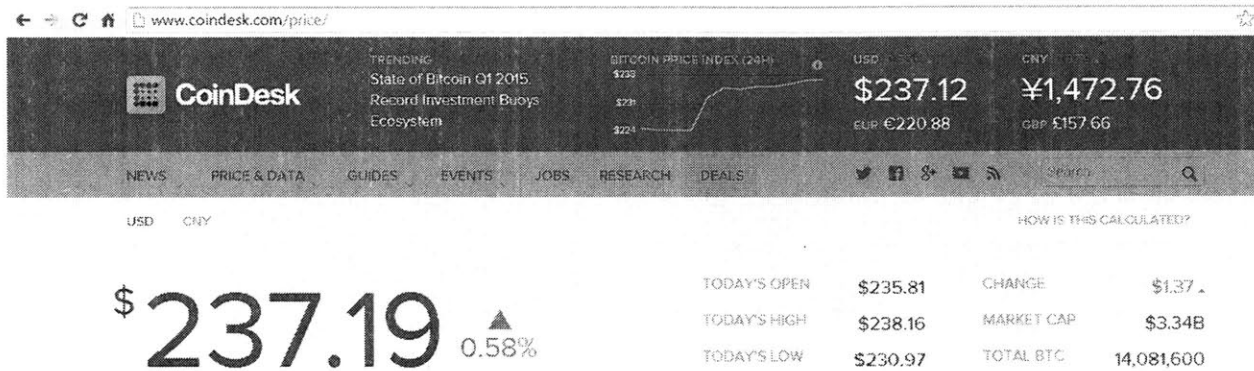 www.coindesk.com/price/
CoinDesk
TRENDING
State of Bitcoin Q1 2015:
Record Investment Buoys
Ecosystem
BITCOIN PRICE INDEX (24H)
$238
$231
$224
USD
$237.12
EUR €220.88
CNY
¥1,472.76
GBP £157.66
NEWS PRICE & DATA GUIDES EVENTS JOBS RESEARCH DEALS
Search
USD CNY
HOW IS THIS CALCULATED?
$237.19
0.58%
TODAY'S OPEN $235.81 CHANGE $1.37
TODAY'S HIGH $238.16 MARKET CAP $3.34B
TODAY'S LOW $230.97 TOTAL BTC 14,081,600